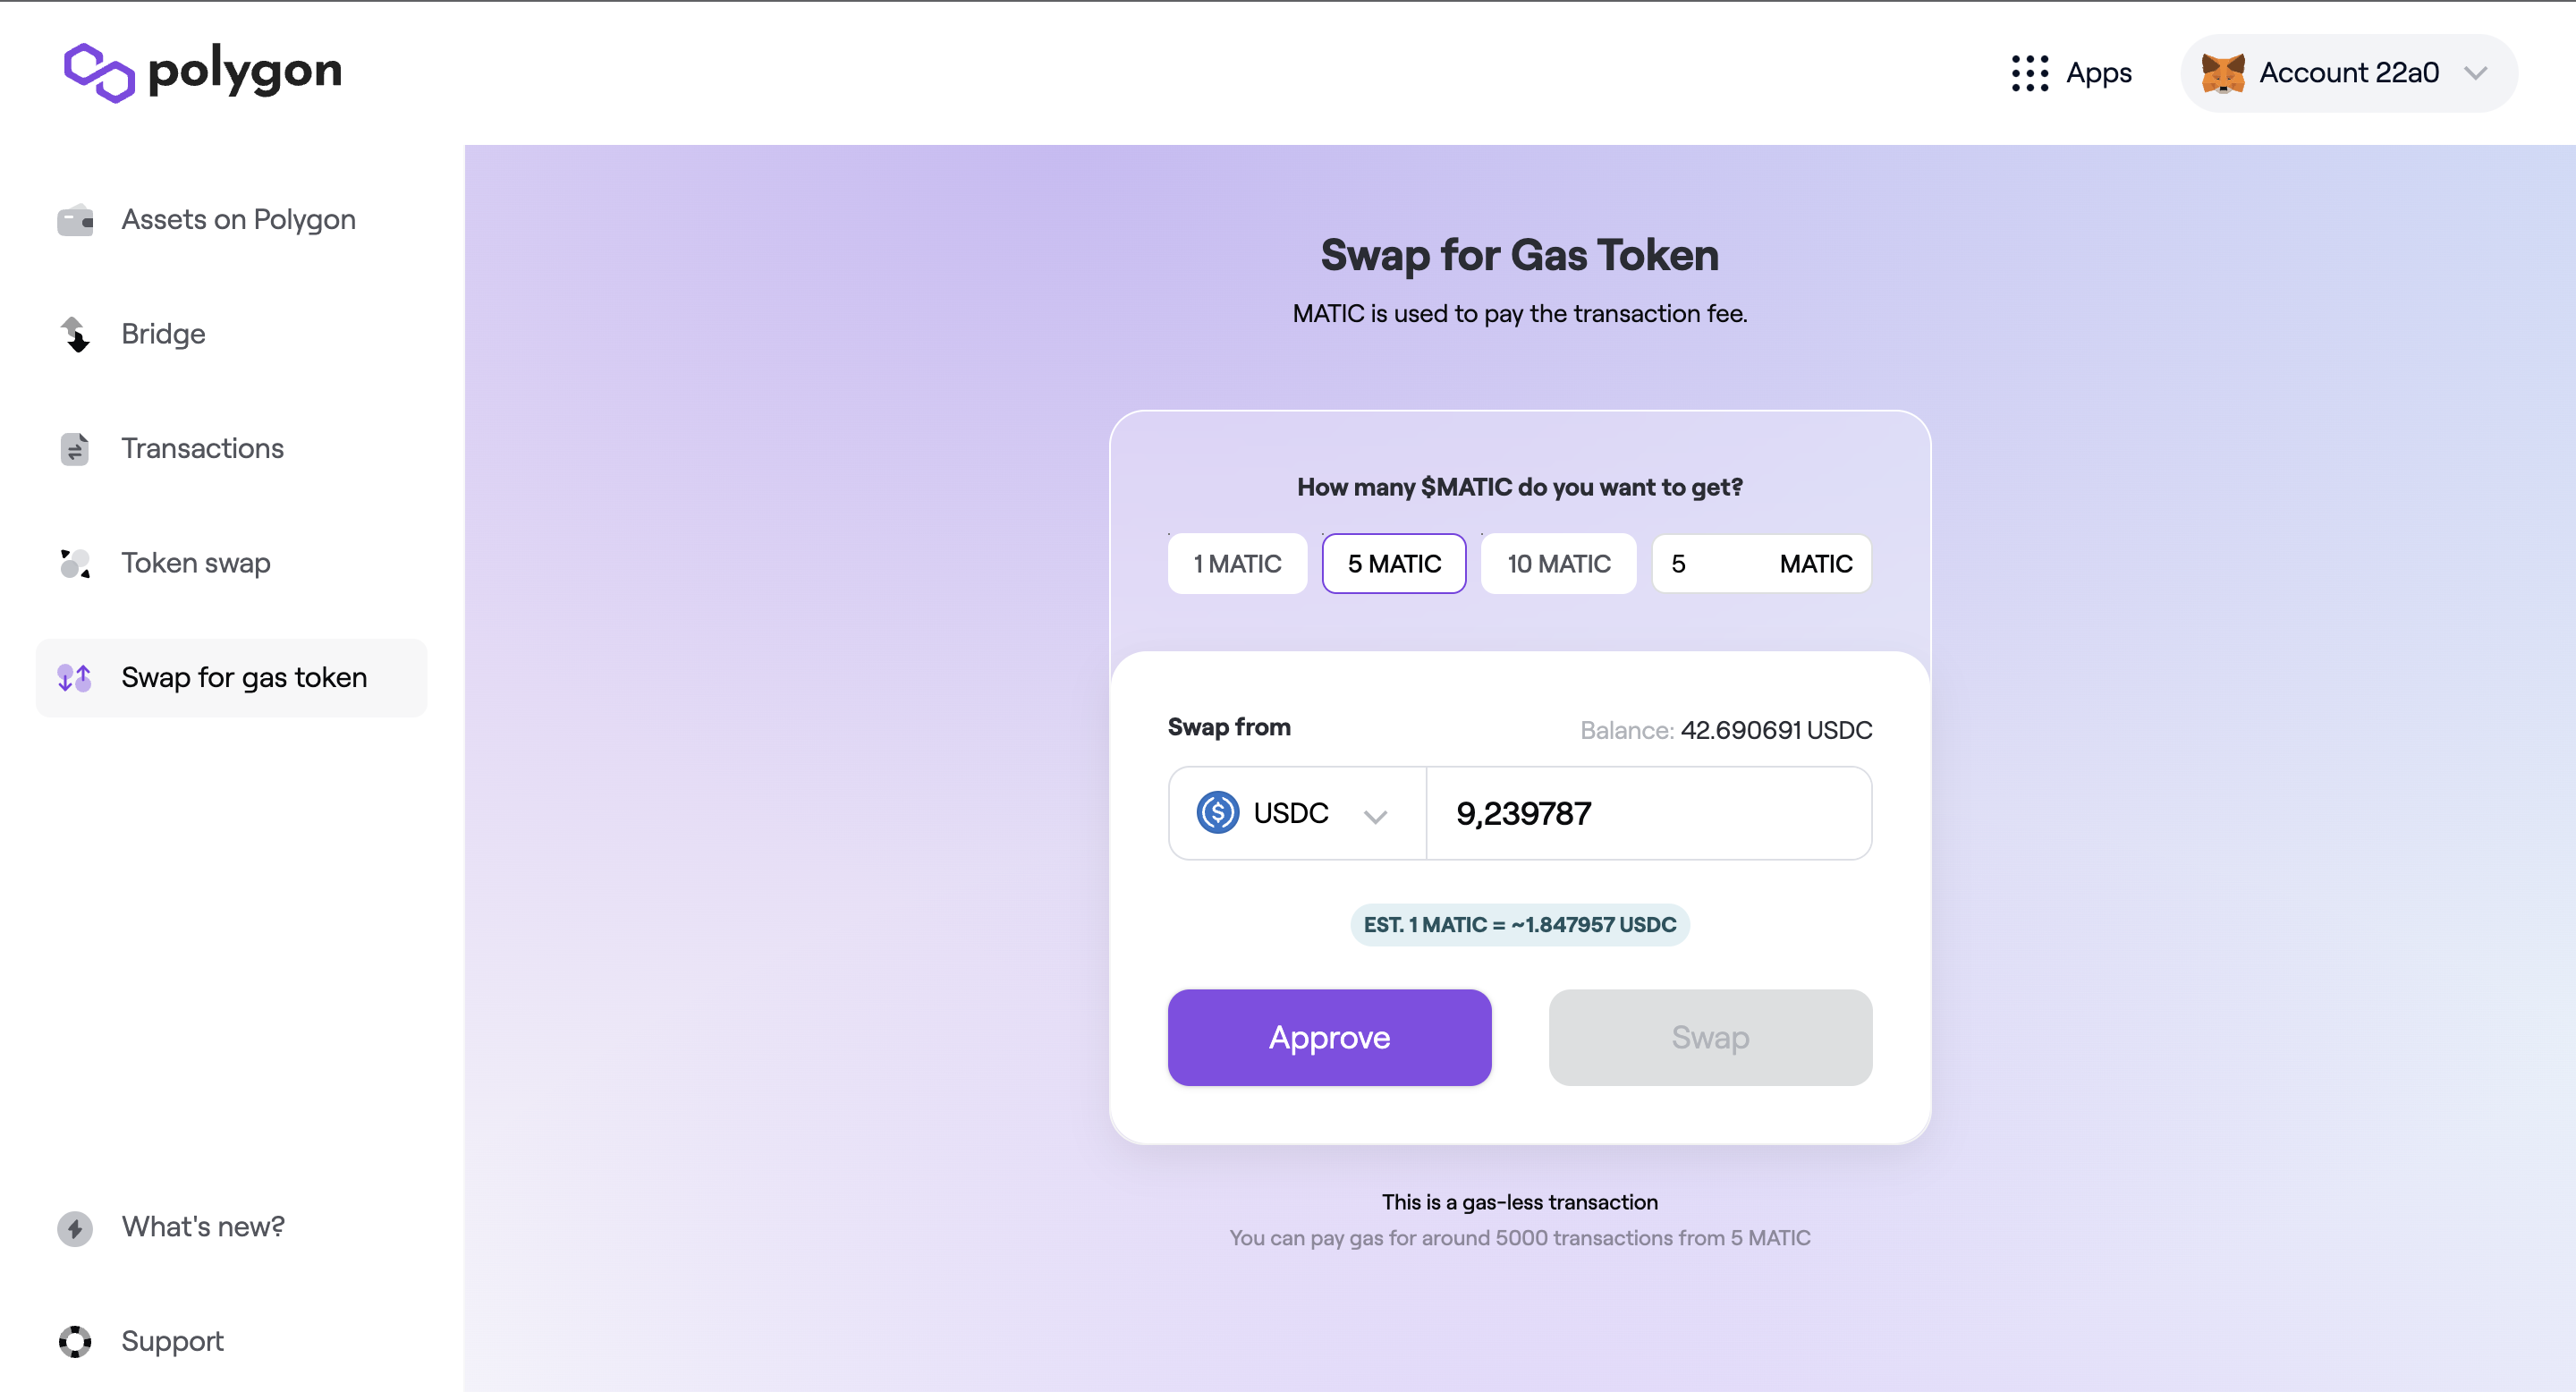 polygon
Apps
Account 22a0
Assets on Polygon
Bridge
Transactions
Token swap
Swap for gas token
What's new?
Support
Swap for Gas Token
MATIC is used to pay the transaction fee.
How many $MATIC do you want to get?
1 MATIC
5 MATIC
10 MATIC
5 MATIC
Swap from
Balance: 42.690691 USDC
USDC
9,239787
EST. 1 MATIC = ~1.847957 USDC
Approve
Swap
This is a gas-less transaction
You can pay gas for around 5000 transactions from 5 MATIC